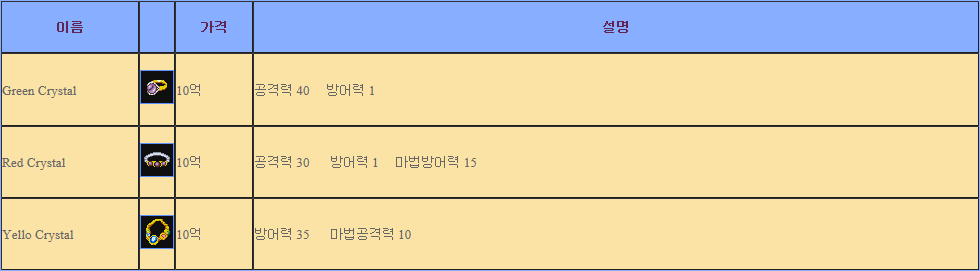 이름 가격 설명
Green Crystal 10억 공격력 40 방어력 1
Red Crystal 10억 공격력 30 방어력 1 마법방어력 15
Yello Crystal 10억 방어력 35 마법공격력 10